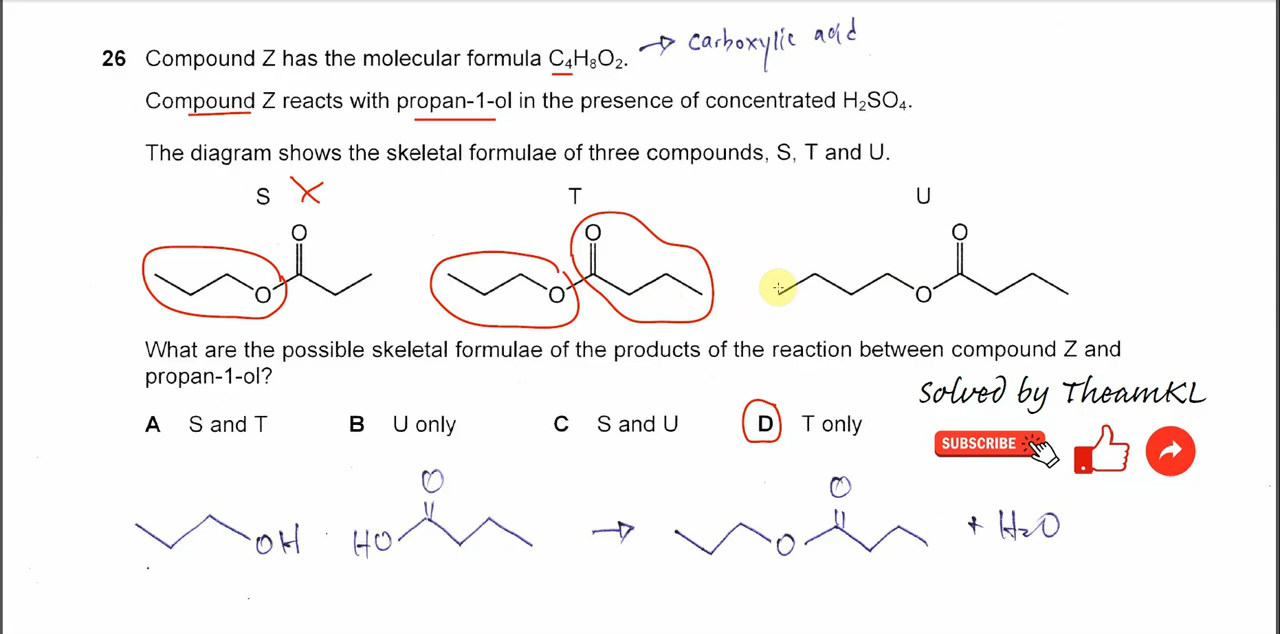 26 Compound Z has the molecular formula C₄H₈O₂. → carboxylic acid
Compound Z reacts with propan-1-ol in the presence of concentrated H₂SO₄.
The diagram shows the skeletal formulae of three compounds, S, T and U.
S T U
O O O
O O O
What are the possible skeletal formulae of the products of the reaction between compound Z and
propan-1-ol?
Solved by TheamKL
A S and T B U only C S and U D T only
SUBSCRIBE
O O
OH HO → O + H₂O